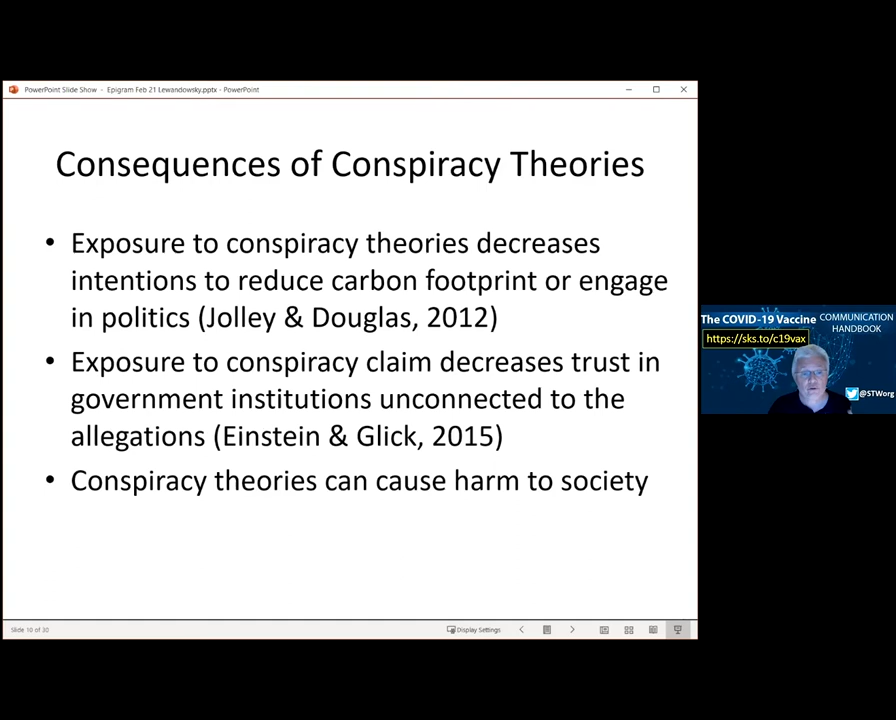 PowerPoint Slide Show - Epigram Feb 21 Lewandowsky.pptx - PowerPoint
Consequences of Conspiracy Theories
• Exposure to conspiracy theories decreases
intentions to reduce carbon footprint or engage
in politics (Jolley & Douglas, 2012)
• Exposure to conspiracy claim decreases trust in
government institutions unconnected to the
allegations (Einstein & Glick, 2015)
• Conspiracy theories can cause harm to society
The COVID-19 Vaccine
COMMUNICATION
HANDBOOK
https://sks.to/c19vax
@STWorg
Slide 10 of 30
Display Settings